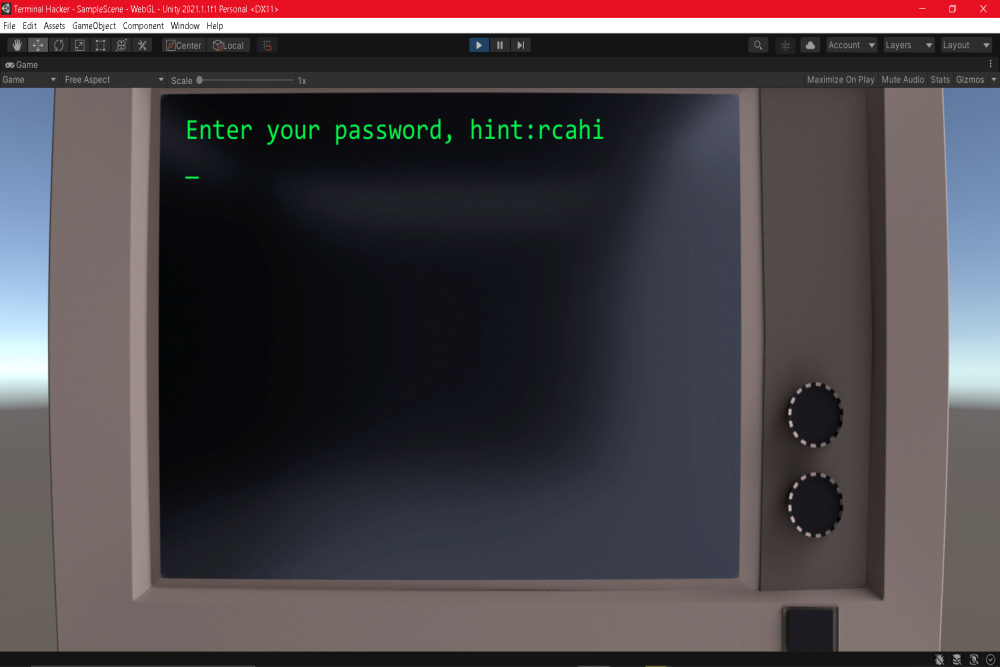 Terminal Hacker - SampleScene - WebGL - Unity 2021.1.1f1 Personal <DX11>
File Edit Assets GameObject Component Window Help
Center Local Account Layers Layout
Game
Game Free Aspect Scale 1x Maximize On Play Mute Audio Stats Gizmos
Enter your password, hint:rcahi
_